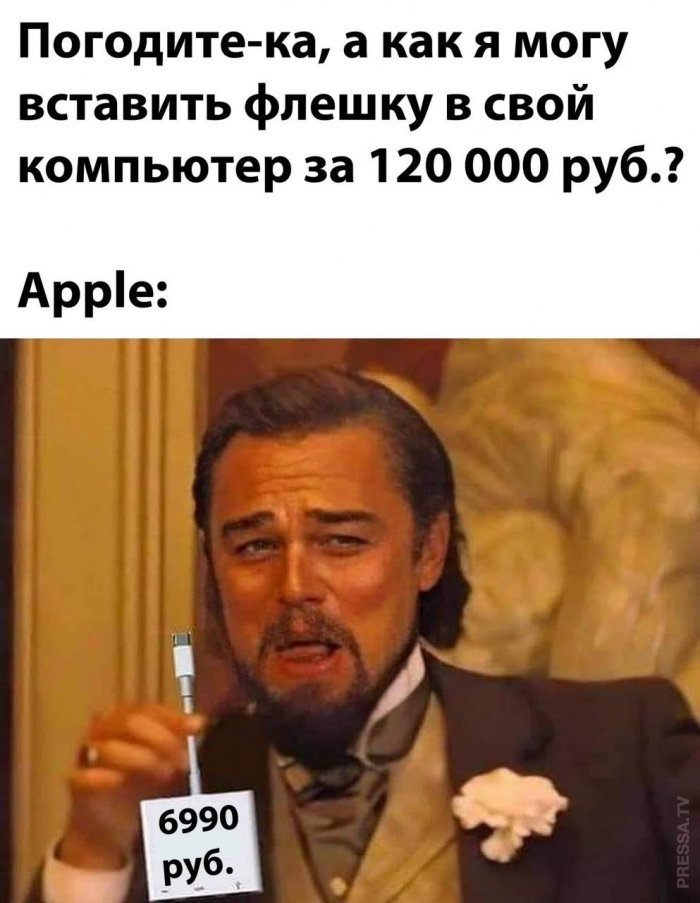 Погодите-ка, а как я могу
вставить флешку в свой
компьютер за 120 000 руб.?
Apple:
6990
руб.
PRESSA.TV